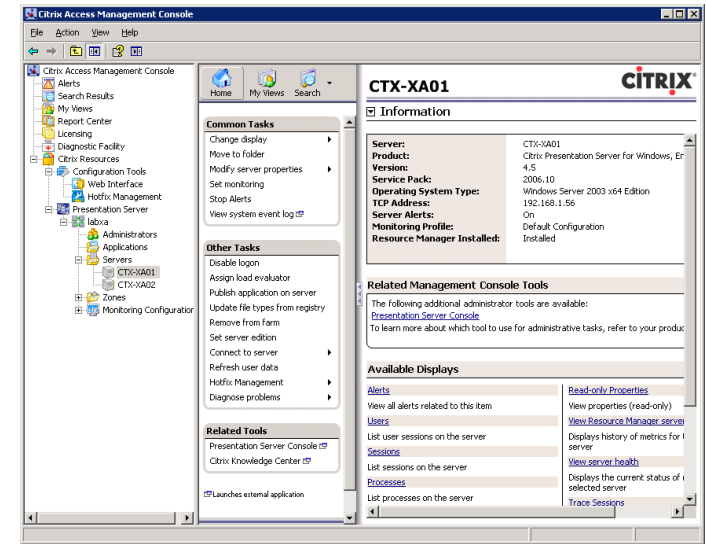 Citrix Access Management Console
File Action View Help
Citrix Access Management Console
Alerts
Search Results
My Views
Report Center
Licensing
Diagnostic Facility
Citrix Resources
Configuration Tools
Web Interface
Hotfix Management
Presentation Server
labxa
Administrators
Applications
Servers
CTX-XA01
CTX-XA02
Zones
Monitoring Configuration
Home My Views Search
Common Tasks
Change display
Move to folder
Modify server properties
Set monitoring
Stop Alerts
View system event log
Other Tasks
Disable logon
Assign load evaluator
Publish application on server
Update file types from registry
Remove from farm
Set server edition
Connect to server
Refresh user data
Hotfix Management
Diagnose problems
Related Tools
Presentation Server Console
Citrix Knowledge Center
Launches external application
CTX-XA01
CITRIX
Information
Server: CTX-XA01
Product: Citrix Presentation Server for Windows, Er
Version: 4.5
Service Pack: 2006.10
Operating System Type: Windows Server 2003 x64 Edition
TCP Address: 192.168.1.56
Server Alerts: On
Monitoring Profile: Default Configuration
Resource Manager Installed: Installed
Related Management Console Tools
The following additional administrator tools are available:
Presentation Server Console
To learn more about which tool to use for administrative tasks, refer to your produc
Available Displays
Alerts
View all alerts related to this item
Users
List user sessions on the server
Sessions
List sessions on the server
Processes
List processes on the server
Read-only Properties
View properties (read-only)
View Resource Manager server
Displays history of metrics for
server
View server health
Displays the current status of
selected server
Trace Sessions